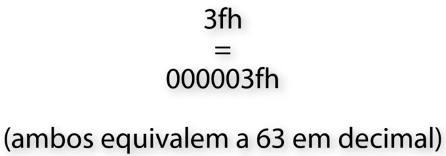 3fh
=
000003fh
(ambos equivalem a 63 em decimal)